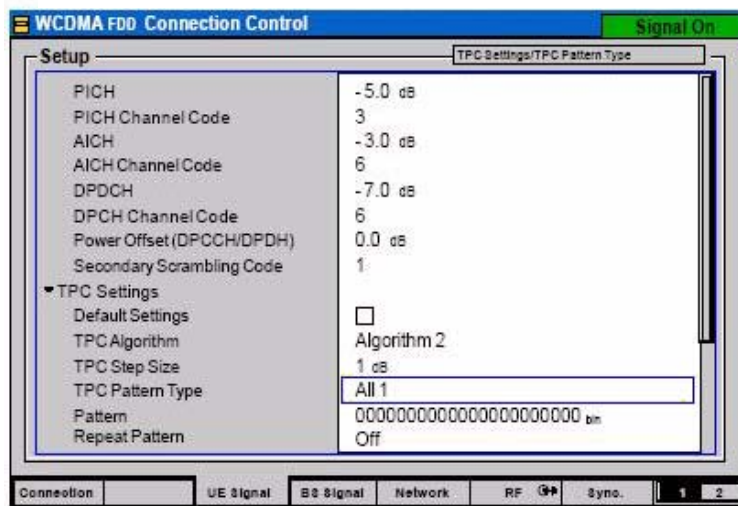 WCDMA FDD Connection Control
Signal On
Setup
TPC Settings/TPC Pattern Type
PICH -5.0 dB
PICH Channel Code 3
AICH -3.0 dB
AICH Channel Code 6
DPDCH -7.0 dB
DPCH Channel Code 6
Power Offset (DPCCH/DPDH) 0.0 dB
Secondary Scrambling Code 1
TPC Settings
Default Settings
TPC Algorithm Algorithm 2
TPC Step Size 1 dB
TPC Pattern Type All 1
Pattern 0000000000000000000000 bin
Repeat Pattern Off
Connection UE Signal BS Signal Network RF Sync. 1 2